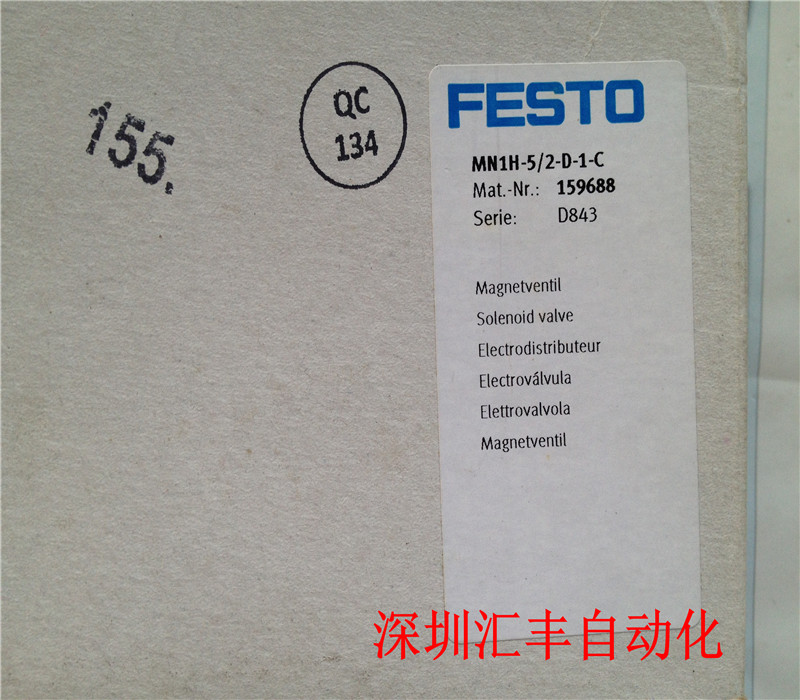 155.
QC
134
FESTO
MN1H-5/2-D-1-C
Mat.-Nr.: 159688
Serie: D843
Magnetventil
Solenoid valve
Electrodistributeur
Electroválvula
Elettrovalvola
Magnetventil
深圳汇丰自动化